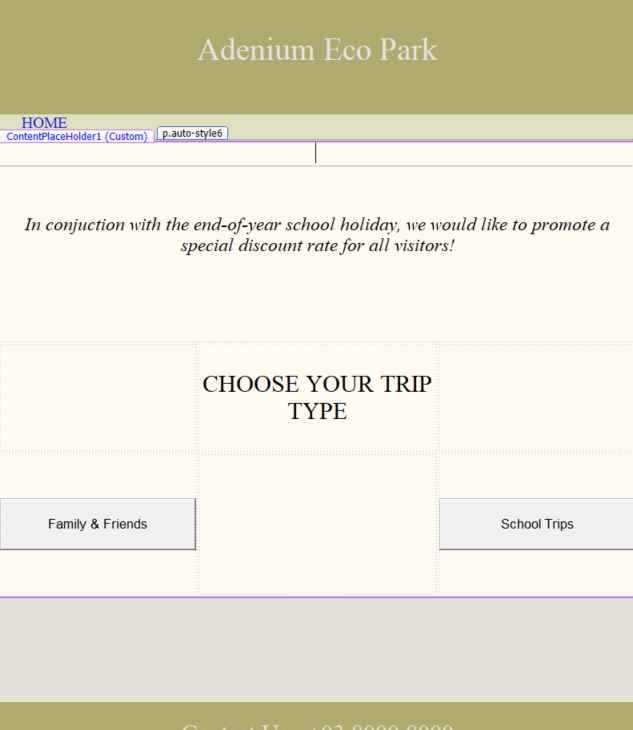 Adenium Eco Park
HOME
ContentPlaceHolder1 (Custom)
p.auto-style6
In conjuction with the end-of-year school holiday, we would like to promote a
special discount rate for all visitors!
CHOOSE YOUR TRIP
TYPE
Family & Friends
School Trips